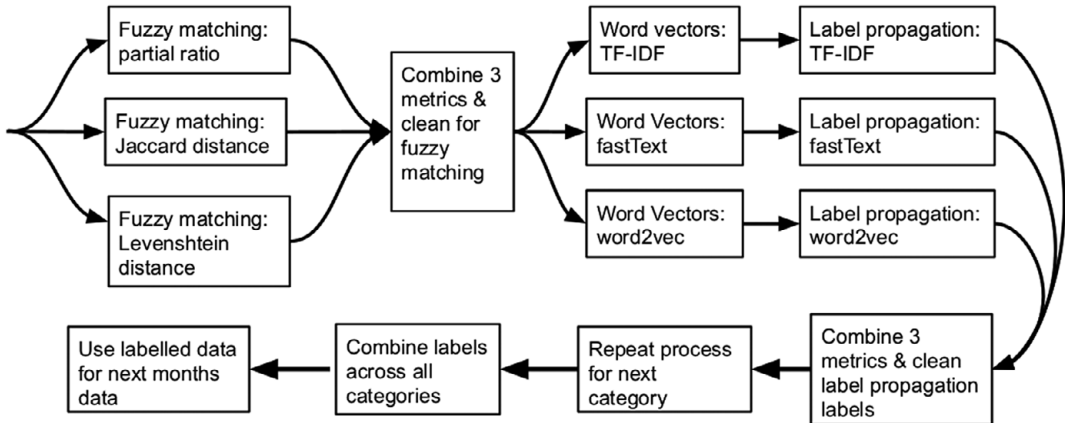 Fuzzy matching:
partial ratio
Fuzzy matching:
Jaccard distance
Fuzzy matching:
Levenshtein
distance
Combine 3
metrics &
clean for
fuzzy
matching
Word vectors:
TF-IDF
Label propagation:
TF-IDF
Word Vectors:
fastText
Label propagation:
fastText
Word Vectors:
word2vec
Label propagation:
word2vec
Combine 3
metrics & clean
label propagation
labels
Repeat process
for next
category
Combine labels
across all
categories
Use labelled data
for next months
data